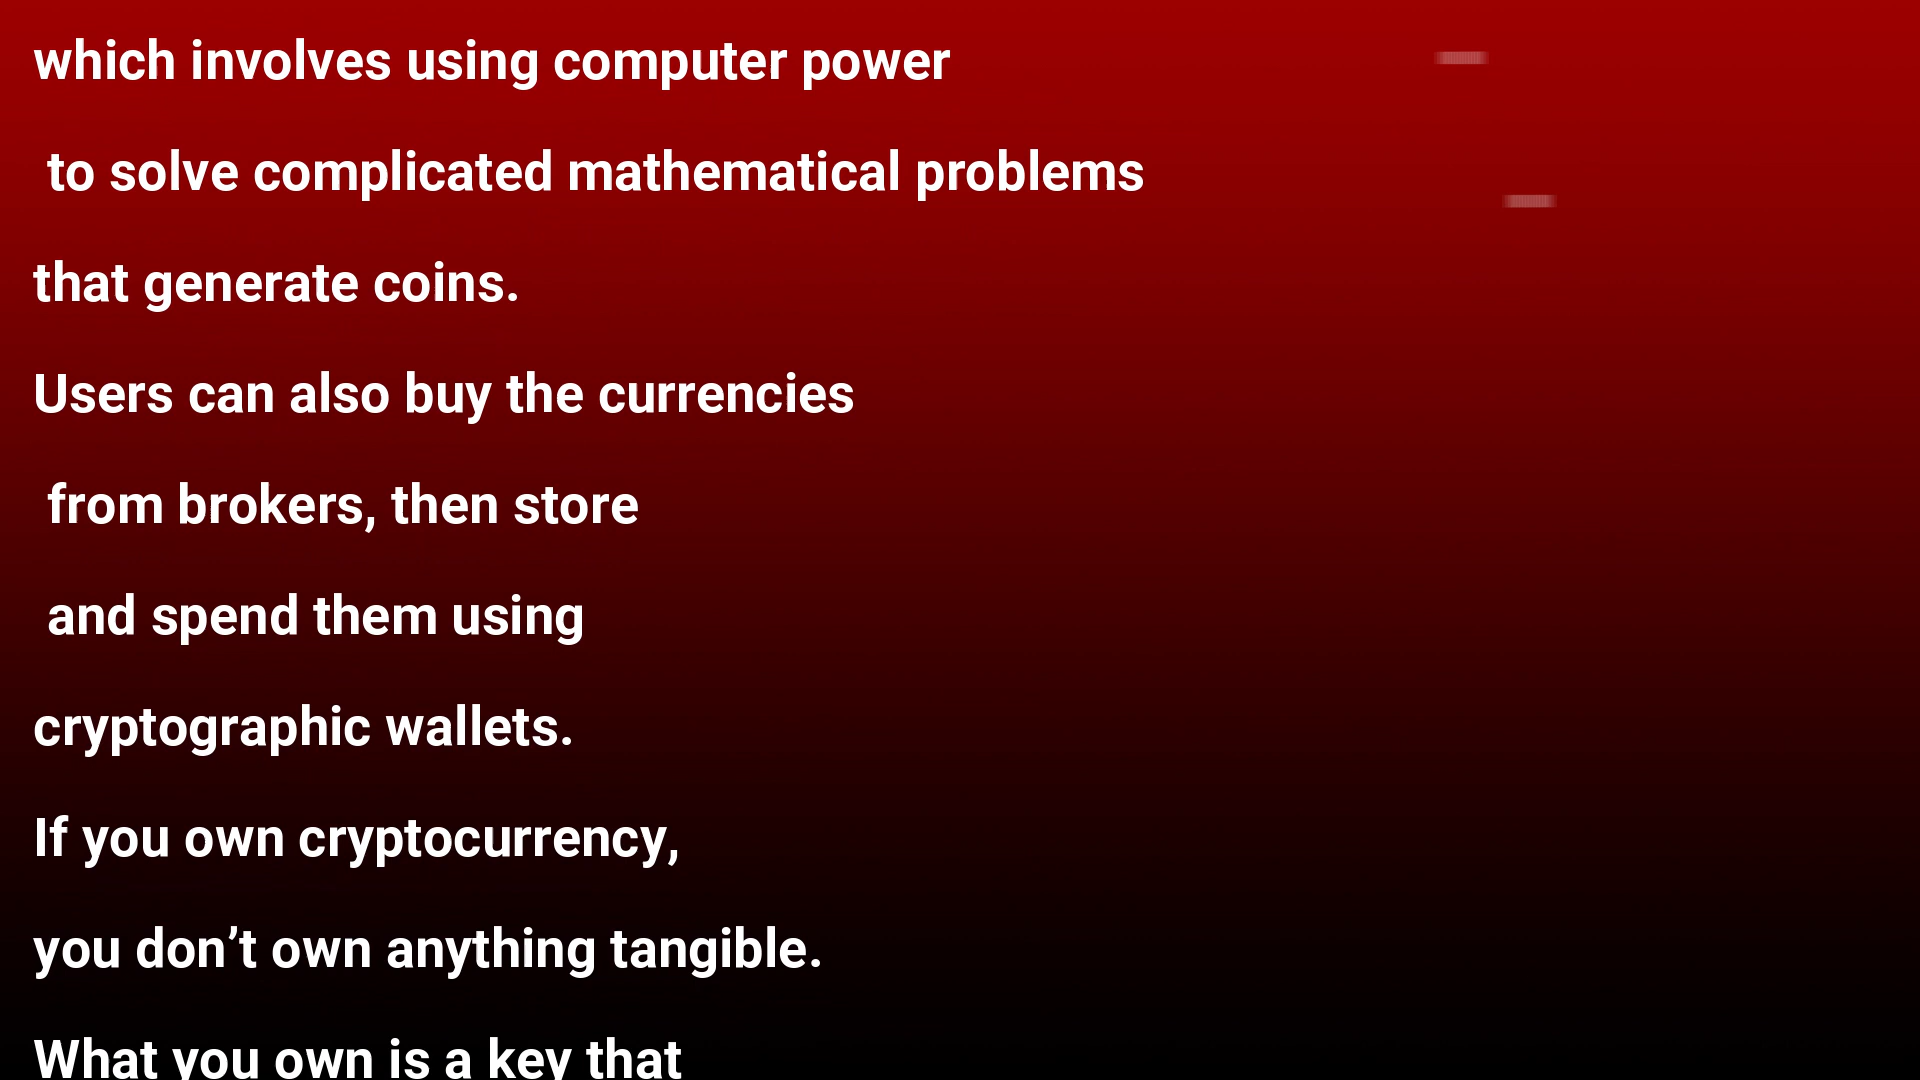 which involves using computer power
to solve complicated mathematical problems
that generate coins.
Users can also buy the currencies
from brokers, then store
and spend them using
cryptographic wallets.
If you own cryptocurrency,
you don’t own anything tangible.
What you own is a key that